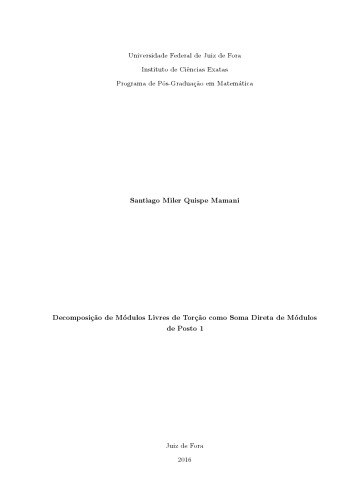 Universidade Federal de Juiz de Fora
Instituto de Ciências Exatas
Programa de Pós-Graduação em Matemática
Santiago Miler Quispe Mamani
Decomposição de Módulos Livres de Torção como Soma Direta de Módulos
de Posto 1
Juiz de Fora
2016